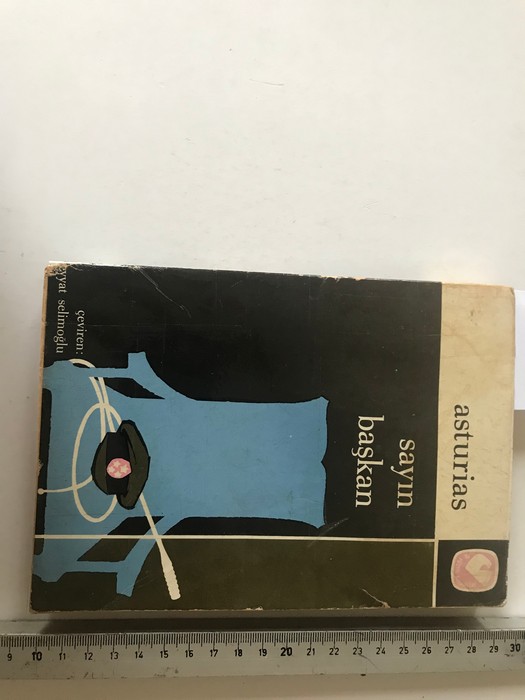 asturias
sayın
başkan
çeviren:
selimoğlu
9 10 11 12 13 14 15 16 17 18 19 20 21 22 23 24 25 26 27 28 29 30